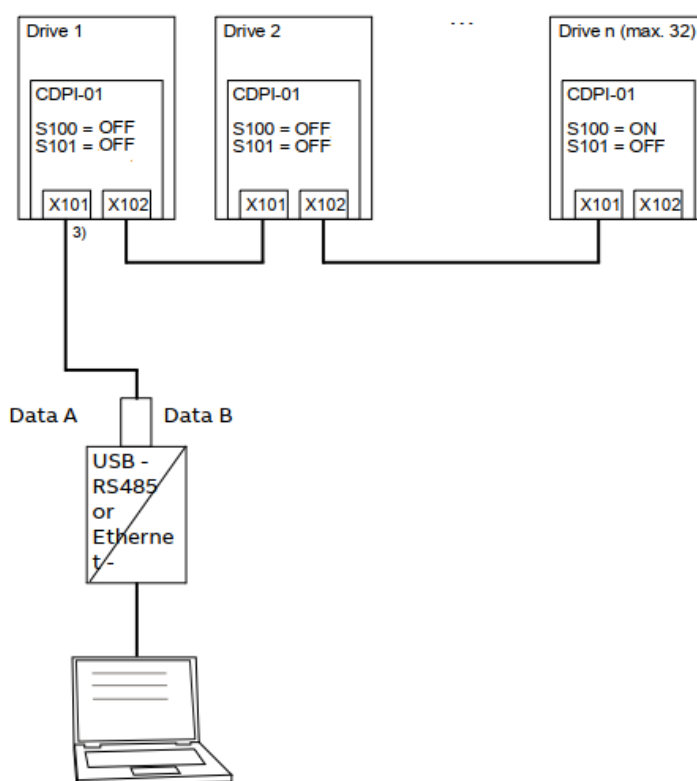 Drive 1
CDPI-01
S100 = OFF
S101 = OFF
X101 X102
3)
Drive 2
CDPI-01
S100 = OFF
S101 = OFF
X101 X102
...
Drive n (max. 32)
CDPI-01
S100 = ON
S101 = OFF
X101 X102
Data A
Data B
USB -
RS485
or
Etherne
t -